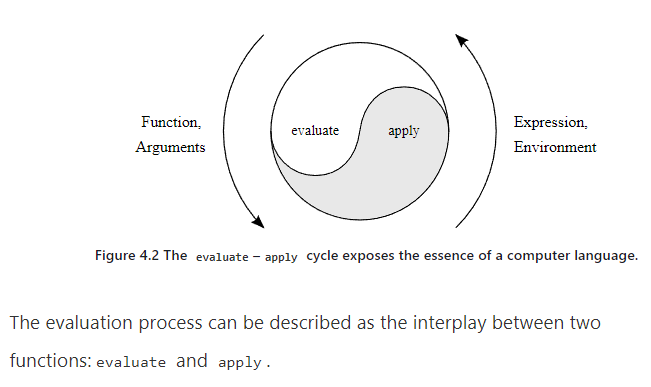 Function,
Arguments
evaluate
apply
Expression,
Environment
Figure 4.2 The evaluate – apply cycle exposes the essence of a computer language.
The evaluation process can be described as the interplay between two
functions: evaluate and apply.